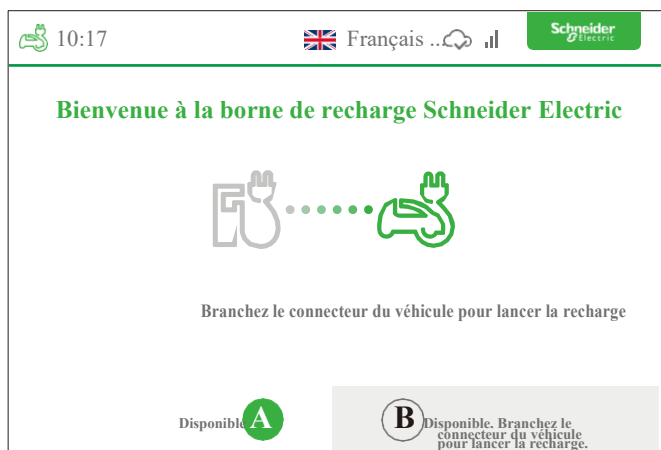 10:17 Français ... Schneider
Electric
Bienvenue à la borne de recharge Schneider Electric
Branchez le connecteur du véhicule pour lancer la recharge
Disponible A
B Disponible. Branchez le
connecteur du véhicule
pour lancer la recharge.